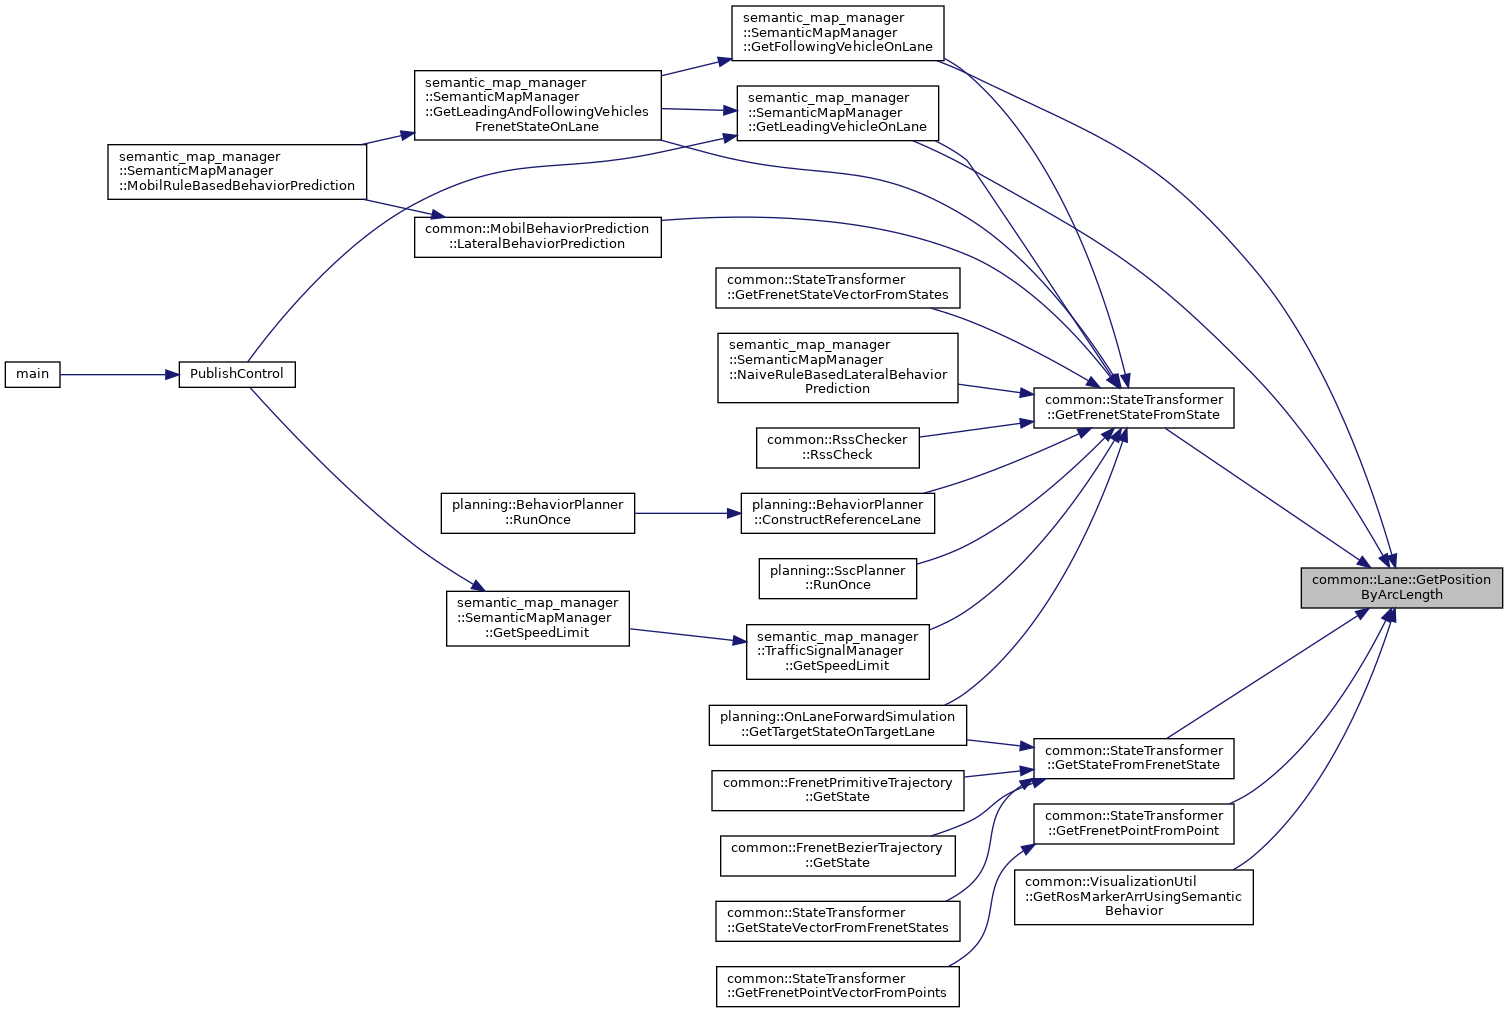 semantic_map_manager
::SemanticMapManager
::GetFollowingVehicleOnLane
semantic_map_manager
::SemanticMapManager
::GetLeadingAndFollowingVehicles
FrenetStateOnLane
semantic_map_manager
::SemanticMapManager
::GetLeadingVehicleOnLane
semantic_map_manager
::SemanticMapManager
::MobilRuleBasedBehaviorPrediction
common::MobilBehaviorPrediction
::LateralBehaviorPrediction
common::StateTransformer
::GetFrenetStateVectorFromStates
semantic_map_manager
::SemanticMapManager
::NaiveRuleBasedLateralBehavior
Prediction
main
PublishControl
common::StateTransformer
::GetFrenetStateFromState
common::RssChecker
::RssCheck
planning::BehaviorPlanner
::RunOnce
planning::BehaviorPlanner
::ConstructReferenceLane
planning::SscPlanner
::RunOnce
common::Lane::GetPosition
ByArcLength
semantic_map_manager
::SemanticMapManager
::GetSpeedLimit
semantic_map_manager
::TrafficSignalManager
::GetSpeedLimit
planning::OnLaneForwardSimulation
::GetTargetStateOnTargetLane
common::StateTransformer
::GetStateFromFrenetState
common::FrenetPrimitiveTrajectory
::GetState
common::StateTransformer
::GetFrenetPointFromPoint
common::FrenetBezierTrajectory
::GetState
common::VisualizationUtil
::GetRosMarkerArrUsingSemantic
Behavior
common::StateTransformer
::GetStateVectorFromFrenetStates
common::StateTransformer
::GetFrenetPointVectorFromPoints